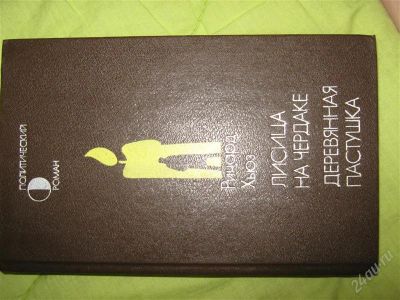 ПОЛИТИЧЕСКИЙ
РОМАН
Ричард
Хьюз
ЛИСИЦА
НА ЧЕРДАКЕ
ДЕРЕВЯННАЯ
ПАСТУШКА
24au.ru